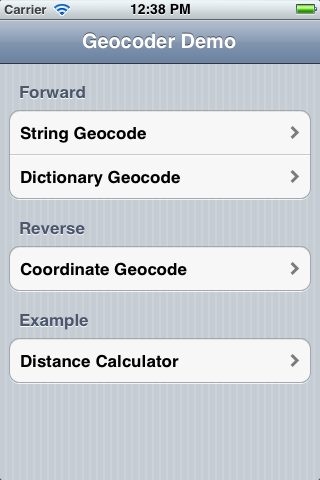 Carrier 12:38 PM
Geocoder Demo
Forward
String Geocode
Dictionary Geocode
Reverse
Coordinate Geocode
Example
Distance Calculator